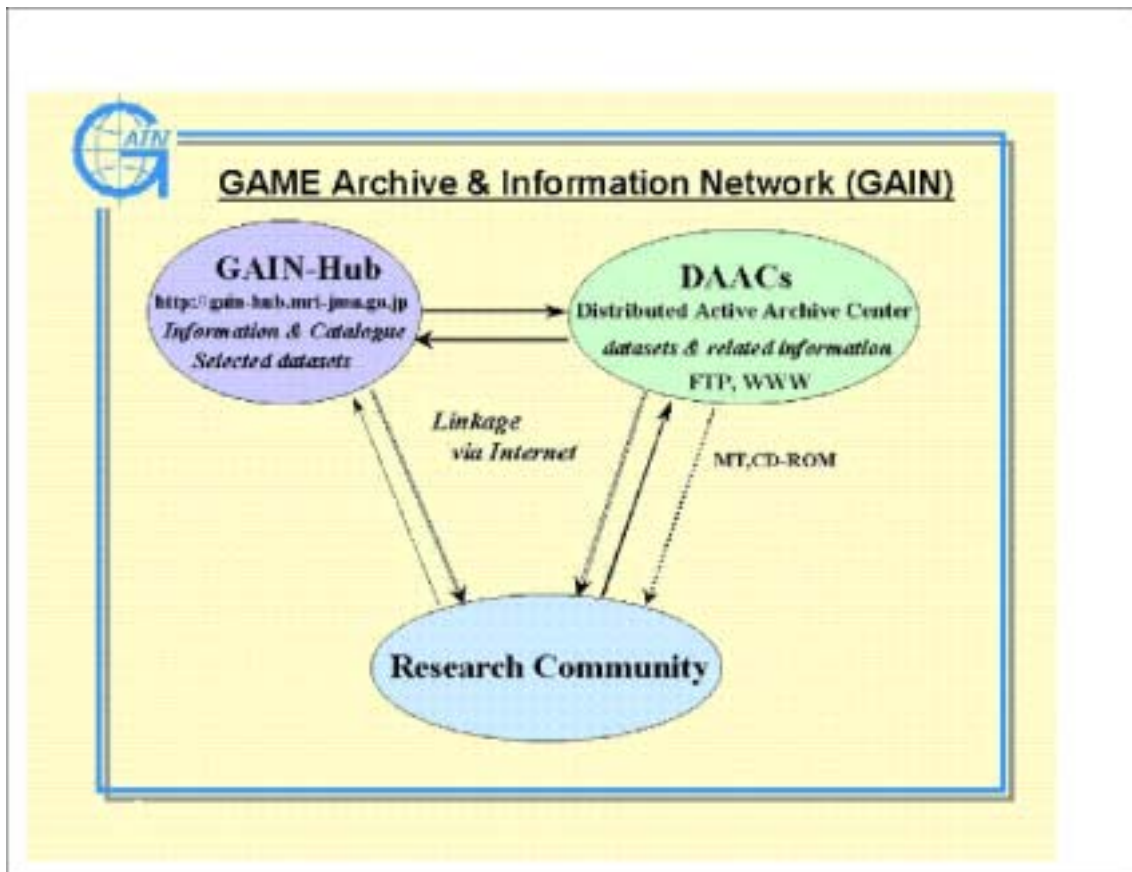 GAIN
GAME Archive & Information Network (GAIN)
GAIN-Hub
http://gain-hub.mri-jma.go.jp
Information & Catalogue
Selected datasets
DAACs
Distributed Active Archive Center
datasets & related information
FTP, WWW
Linkage
via Internet
MT,CD-ROM
Research Community